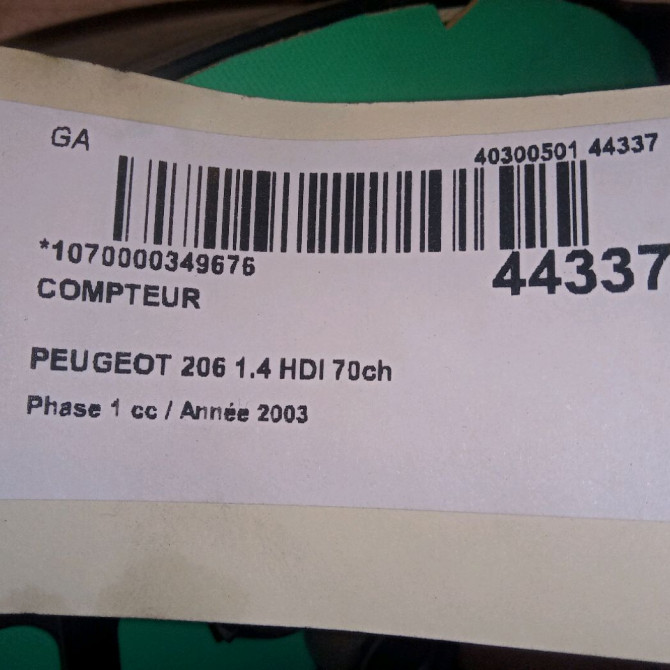 GA
40300501 44337
*1070000349676
44337
COMPTEUR
PEUGEOT 206 1.4 HDI 70ch
Phase 1 cc / Année 2003